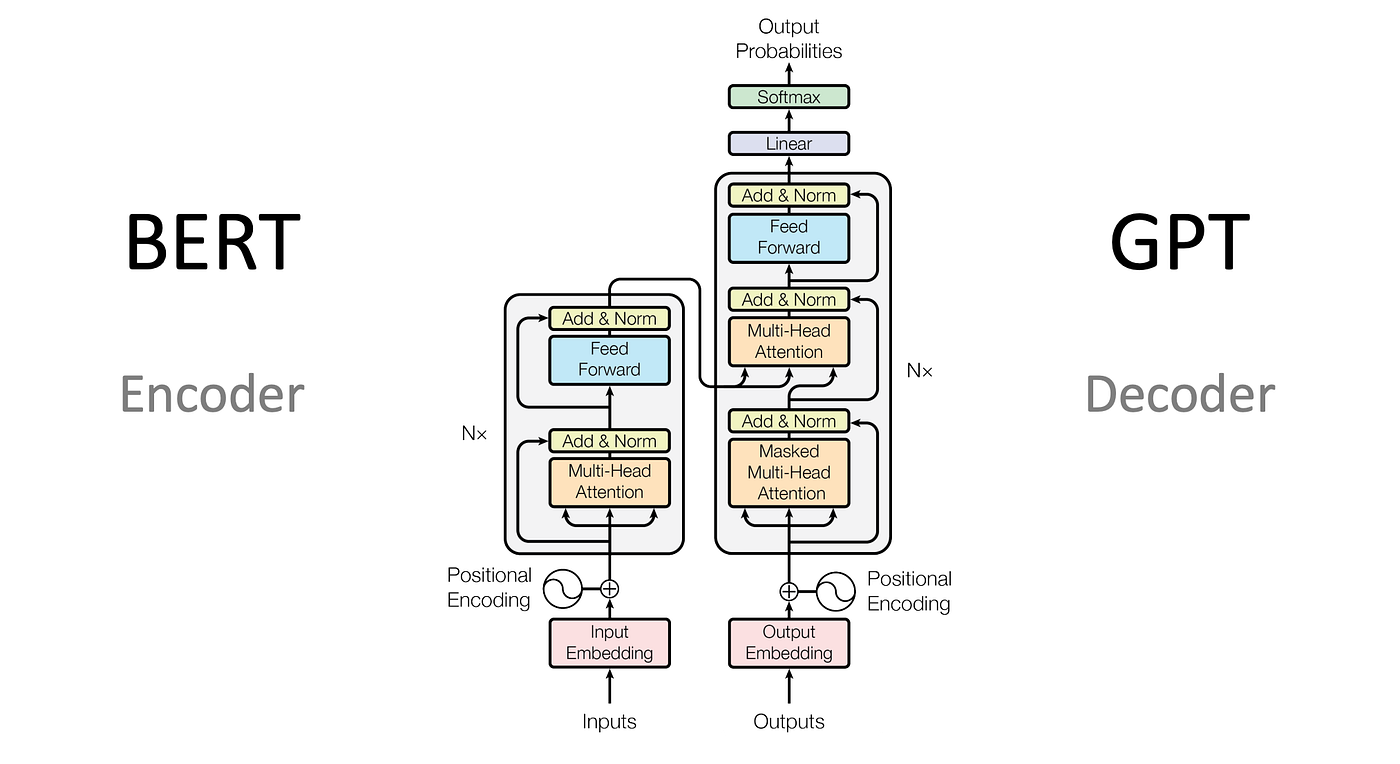 Output
Probabilities
Softmax
Linear
Add & Norm
Feed
Forward
Add & Norm
Multi-Head
Attention
Add & Norm
Masked
Multi-Head
Attention
N×
Positional
Encoding
Output
Embedding
Outputs
BERT
Encoder
Add & Norm
Feed
Forward
Add & Norm
Multi-Head
Attention
N×
Positional
Encoding
Input
Embedding
Inputs
GPT
Decoder